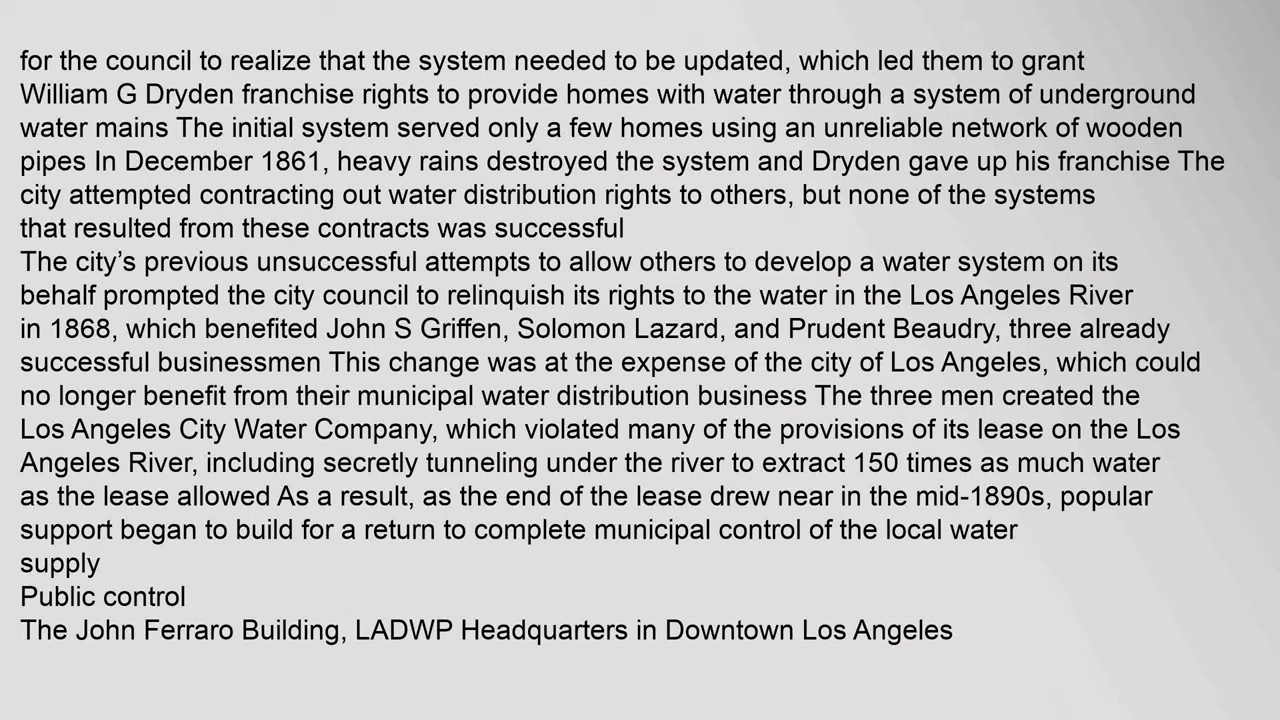 for the council to realize that the system needed to be updated, which led them to grant
William G Dryden franchise rights to provide homes with water through a system of underground
water mains The initial system served only a few homes using an unreliable network of wooden
pipes In December 1861, heavy rains destroyed the system and Dryden gave up his franchise The
city attempted contracting out water distribution rights to others, but none of the systems
that resulted from these contracts was successful
The city’s previous unsuccessful attempts to allow others to develop a water system on its
behalf prompted the city council to relinquish its rights to the water in the Los Angeles River
in 1868, which benefited John S Griffen, Solomon Lazard, and Prudent Beaudry, three already
successful businessmen This change was at the expense of the city of Los Angeles, which could
no longer benefit from their municipal water distribution business The three men created the
Los Angeles City Water Company, which violated many of the provisions of its lease on the Los
Angeles River, including secretly tunneling under the river to extract 150 times as much water
as the lease allowed As a result, as the end of the lease drew near in the mid-1890s, popular
support began to build for a return to complete municipal control of the local water
supply
Public control
The John Ferraro Building, LADWP Headquarters in Downtown Los Angeles